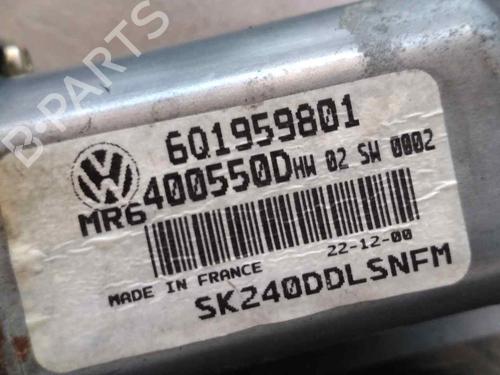 B-PARTS
6Q1959801
MR6400550D HW 02 SW 0002
22-12-00
MADE IN FRANCE
SK240DDLSNFM